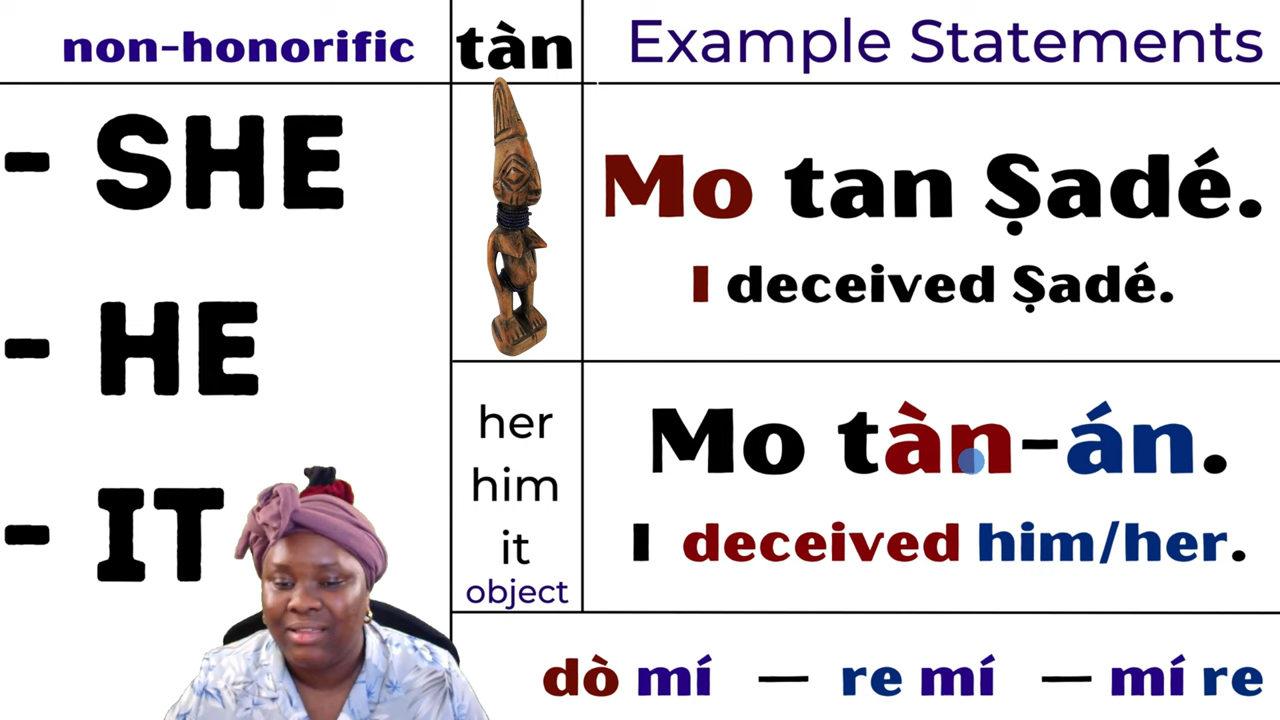 non-honorific
tàn
Example Statements
- SHE
- HE
- IT
Mo tan Ṣadé.
I deceived Ṣadé.
her
him
it
object
Mo tàn-án.
I deceived him/her.
dò mí — re mí — mí re